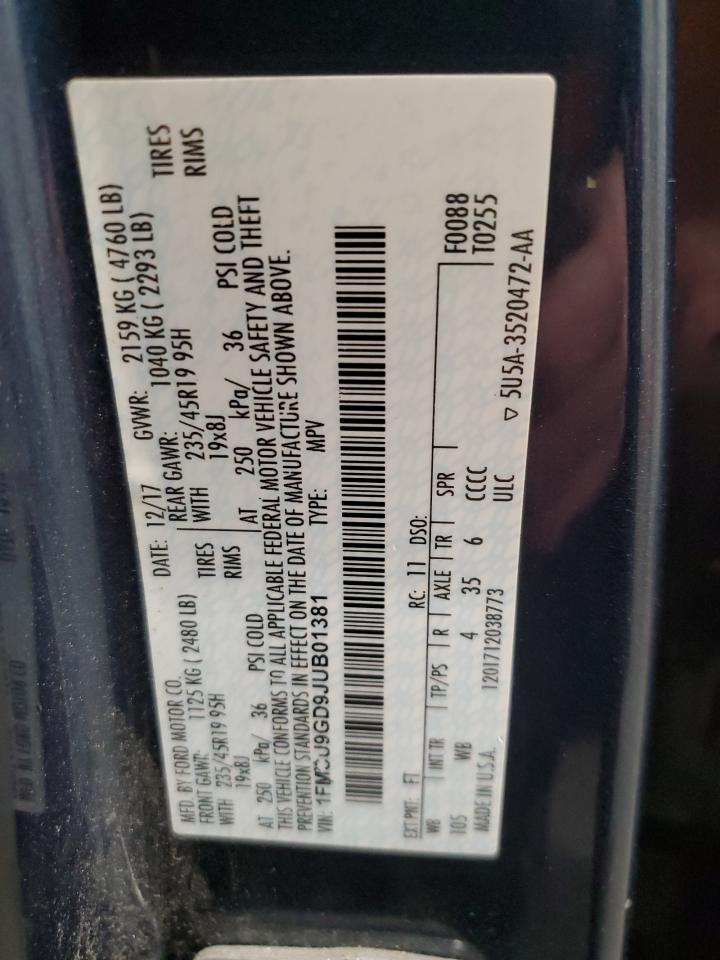 MFD. BY FORD MOTOR CO.
DATE: 12/17
GVWR: 2159 KG ( 4760 LB)
FRONT GAWR: 1125 KG ( 2480 LB)
REAR GAWR: 1040 KG ( 2293 LB)
WITH 235/45R19 95H TIRES
WITH 235/45R19 95H TIRES
19x8J RIMS
19x8J RIMS
AT 250 kPa/ 36 PSI COLD
AT 250 kPa/ 36 PSI COLD
THIS VEHICLE CONFORMS TO ALL APPLICABLE FEDERAL MOTOR VEHICLE SAFETY AND THEFT
PREVENTION STANDARDS IN EFFECT ON THE DATE OF MANUFACTURE SHOWN ABOVE.
VIN: 1FMCU9GD9JUB01381
TYPE: MPV
EXT PNT: FT RC: 11 DSO:
F0088
WB INT TR TP/PS R AXLE TR SPR
T0255
105 WB 4 35 6 CCCC
MADE IN U.S.A. 1201712038773 ULC
▽ 5U5A-3520472-AA